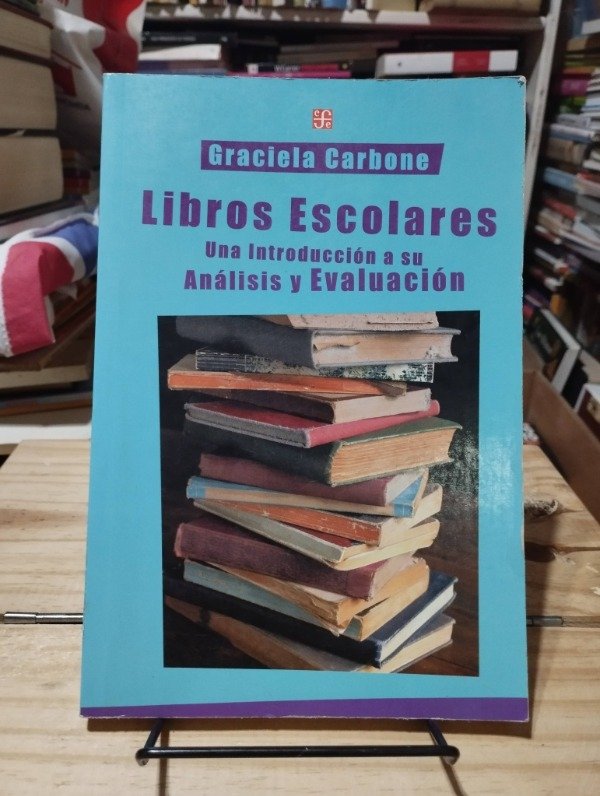 c
f
e
Graciela Carbone
Libros Escolares
Una Introducción a su
Análisis y Evaluación